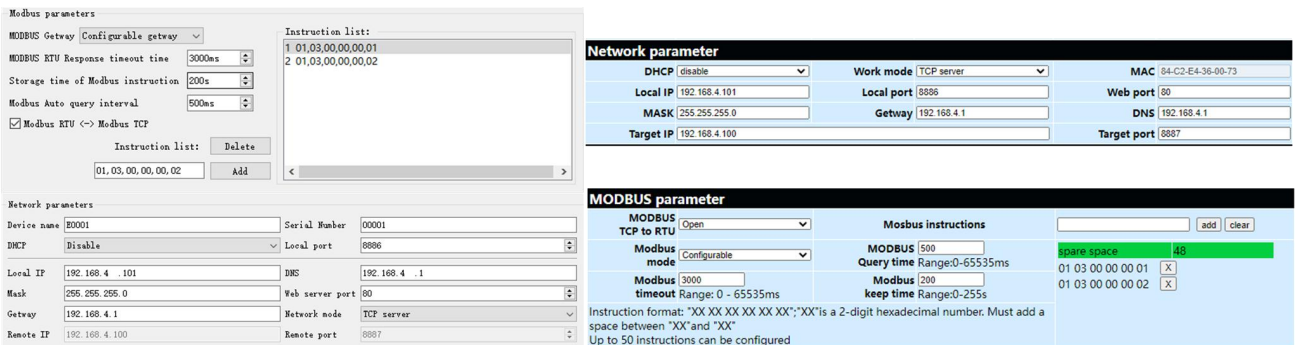 Modbus parameters
MODBUS Getway Configurable getway
MODBUS RTU Response timeout time 3000ms
Storage time of Modbus instruction 200s
Modbus Auto query interval 500ms
Modbus RTU <-> Modbus TCP
Instruction list: Delete
01,03,00,00,00,02 Add
Instruction list:
1 01,03,00,00,00,01
2 01,03,00,00,00,02
Network parameters
Device name E0001 Serial Number 00001
DHCP Disable Local port 8886
Local IP 192.168.4 .101 DNS 192.168.4 .1
Mask 255.255.255.0 Web server port 80
Getway 192.168.4.1 Network mode TCP server
Remote IP 192.168.4.100 Remote port 8887
Network parameter
DHCP disable Work mode TCP server MAC 84-C2-E4-36-00-73
Local IP 192.168.4.101 Local port 8886 Web port 80
MASK 255.255.255.0 Getway 192.168.4.1 DNS 192.168.4.1
Target IP 192.168.4.100 Target port 8887
MODBUS parameter
MODBUS
TCP to RTU Open Mosbus instructions add clear
Modbus
mode Configurable
MODBUS 500
Query time Range:0-65535ms
spare space 48
01 03 00 00 00 01 X
01 03 00 00 00 02 X
Modbus 3000
timeout Range: 0 - 65535ms
Modbus 200
keep time Range:0-255s
Instruction format: "XX XX XX XX XX XX";"XX"is a 2-digit hexadecimal number. Must add a
space between "XX"and "XX"
Up to 50 instructions can be configured